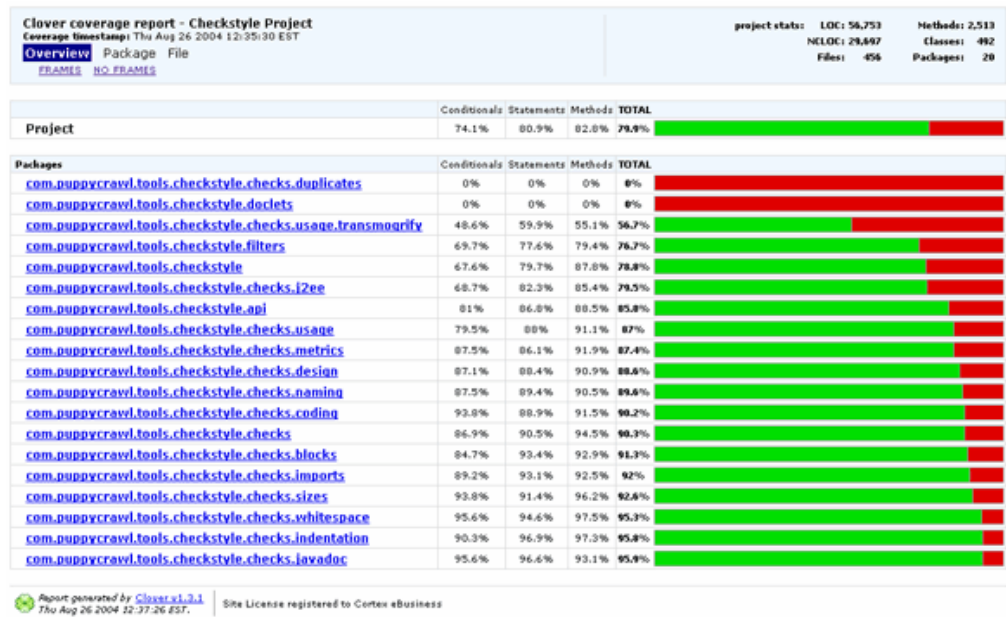 Clover coverage report - Checkstyle Project
Coverage timestamp: Thu Aug 26 2004 12:35:30 EST
Overview Package File
FRAMES NO FRAMES
project stats: LOC: 56,753 Methods: 2,513
NCLOC: 29,697 Classes: 492
Files: 456 Packages: 20
Conditionals Statements Methods TOTAL
Project 74.1% 80.9% 82.8% 79.9%
Packages Conditionals Statements Methods TOTAL
com.puppycrawl.tools.checkstyle.checks.duplicates 0% 0% 0% 0%
com.puppycrawl.tools.checkstyle.doclets 0% 0% 0% 0%
com.puppycrawl.tools.checkstyle.checks.usage.transmogrify 48.6% 59.9% 55.1% 56.7%
com.puppycrawl.tools.checkstyle.filters 69.7% 77.6% 79.4% 76.7%
com.puppycrawl.tools.checkstyle 67.6% 79.7% 87.8% 78.8%
com.puppycrawl.tools.checkstyle.checks.j2ee 68.7% 82.3% 85.4% 79.5%
com.puppycrawl.tools.checkstyle.api 81% 86.8% 88.5% 85.8%
com.puppycrawl.tools.checkstyle.checks.usage 79.5% 88% 91.1% 87%
com.puppycrawl.tools.checkstyle.checks.metrics 87.5% 86.1% 91.9% 87.4%
com.puppycrawl.tools.checkstyle.checks.design 87.1% 88.4% 90.9% 88.6%
com.puppycrawl.tools.checkstyle.checks.naming 87.5% 89.4% 90.5% 89.6%
com.puppycrawl.tools.checkstyle.checks.coding 93.8% 88.9% 91.5% 90.2%
com.puppycrawl.tools.checkstyle.checks 86.9% 90.5% 94.5% 90.3%
com.puppycrawl.tools.checkstyle.checks.blocks 84.7% 93.4% 92.9% 91.3%
com.puppycrawl.tools.checkstyle.checks.imports 89.2% 93.1% 92.5% 92%
com.puppycrawl.tools.checkstyle.checks.sizes 93.8% 91.4% 96.2% 92.6%
com.puppycrawl.tools.checkstyle.checks.whitespace 95.6% 94.6% 97.5% 95.3%
com.puppycrawl.tools.checkstyle.checks.indentation 90.3% 96.9% 97.3% 95.8%
com.puppycrawl.tools.checkstyle.checks.javadoc 95.6% 96.6% 93.1% 95.9%
Report generated by Clover v1.3.1
Thu Aug 26 2004 12:37:26 EST.
Site License registered to Cortex eBusiness